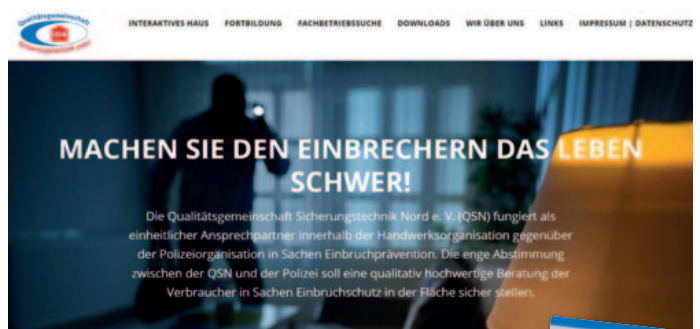 Qualitätsgemeinschaft
INTERAKTIVES HAUS FORTBILDUNG FACHBETRIEBSSUCHE DOWNLOADS WIR ÜBER UNS LINKS IMPRESSUM | DATENSCHUTZ
MACHEN SIE DEN EINBRECHERN DAS LEBEN
SCHWER!
Die Qualitätsgemeinschaft Sicherungstechnik Nord e. V. (QSN) fungiert als
einheitlicher Ansprechpartner innerhalb der Handwerksorganisation gegenüber
der Polizeiorganisation in Sachen Einbruchprävention. Die enge Abstimmung
zwischen der QSN und der Polizei soll eine qualitativ hochwertige Beratung der
Verbraucher in Sachen Einbruchschutz in der Fläche sicher stellen.